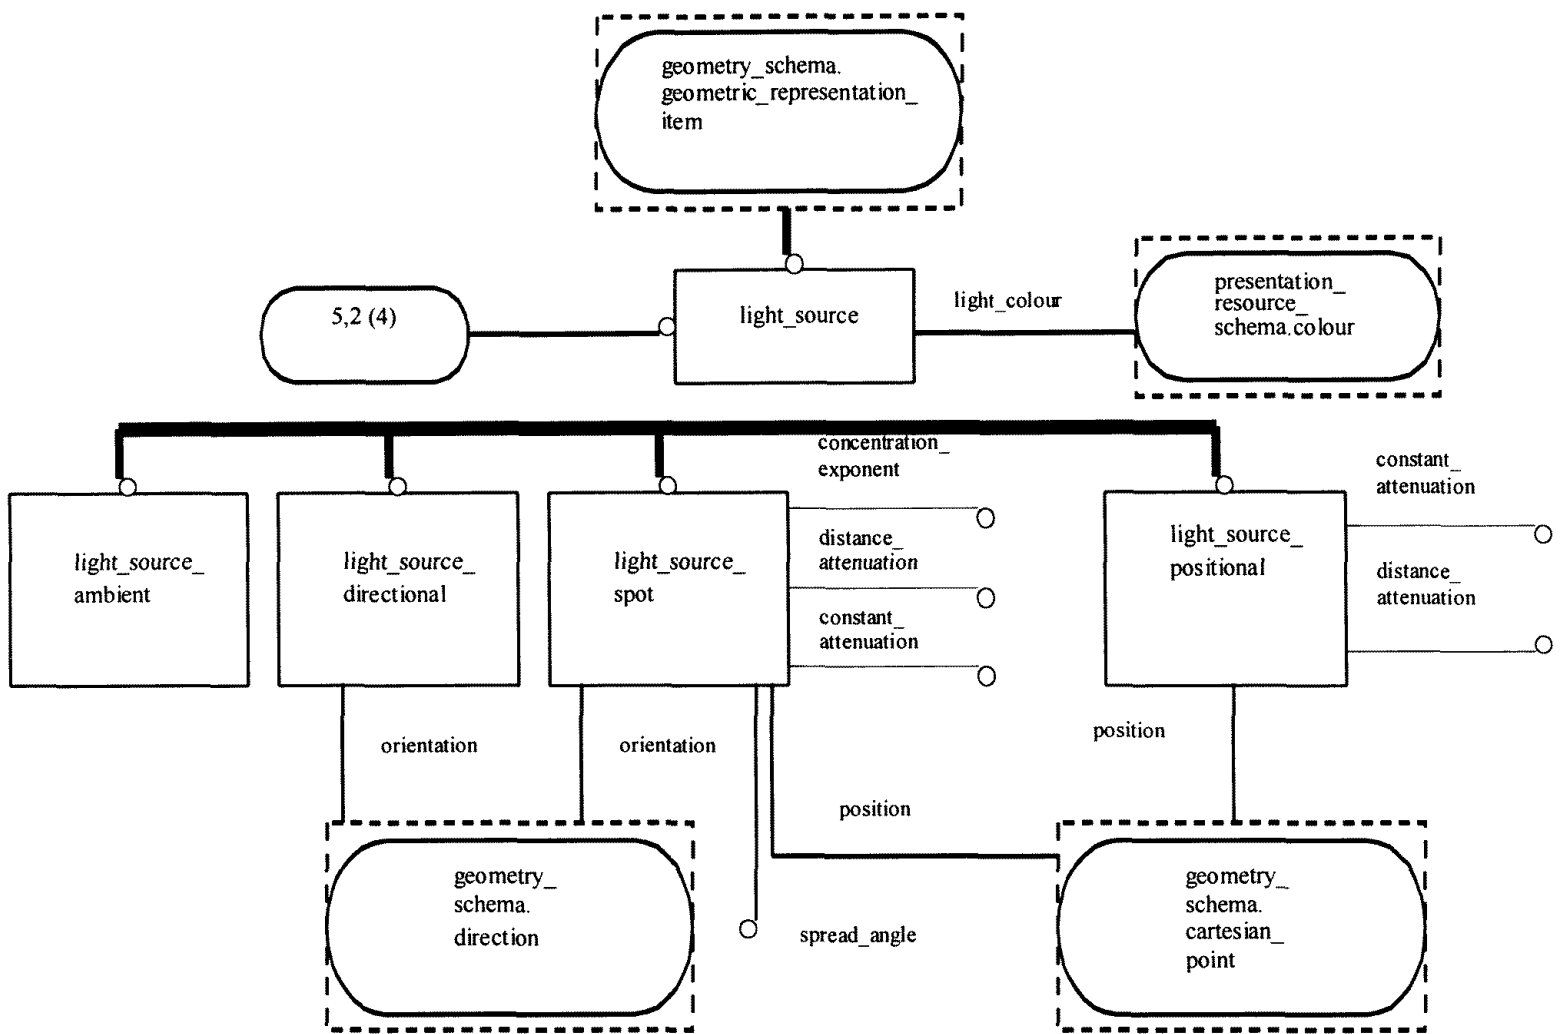 geometry_schema.
geometric_representation_
item
5,2 (4)
light_source
light_colour
presentation_
resource_
schema.colour
concentration_
exponent
constant_
attenuation
light_source_
ambient
light_source_
directional
light_source_
spot
distance_
attenuation
constant_
attenuation
light_source_
positional
distance_
attenuation
orientation
orientation
position
position
geometry_
schema.
direction
spread_angle
geometry_
schema.
cartesian_
point